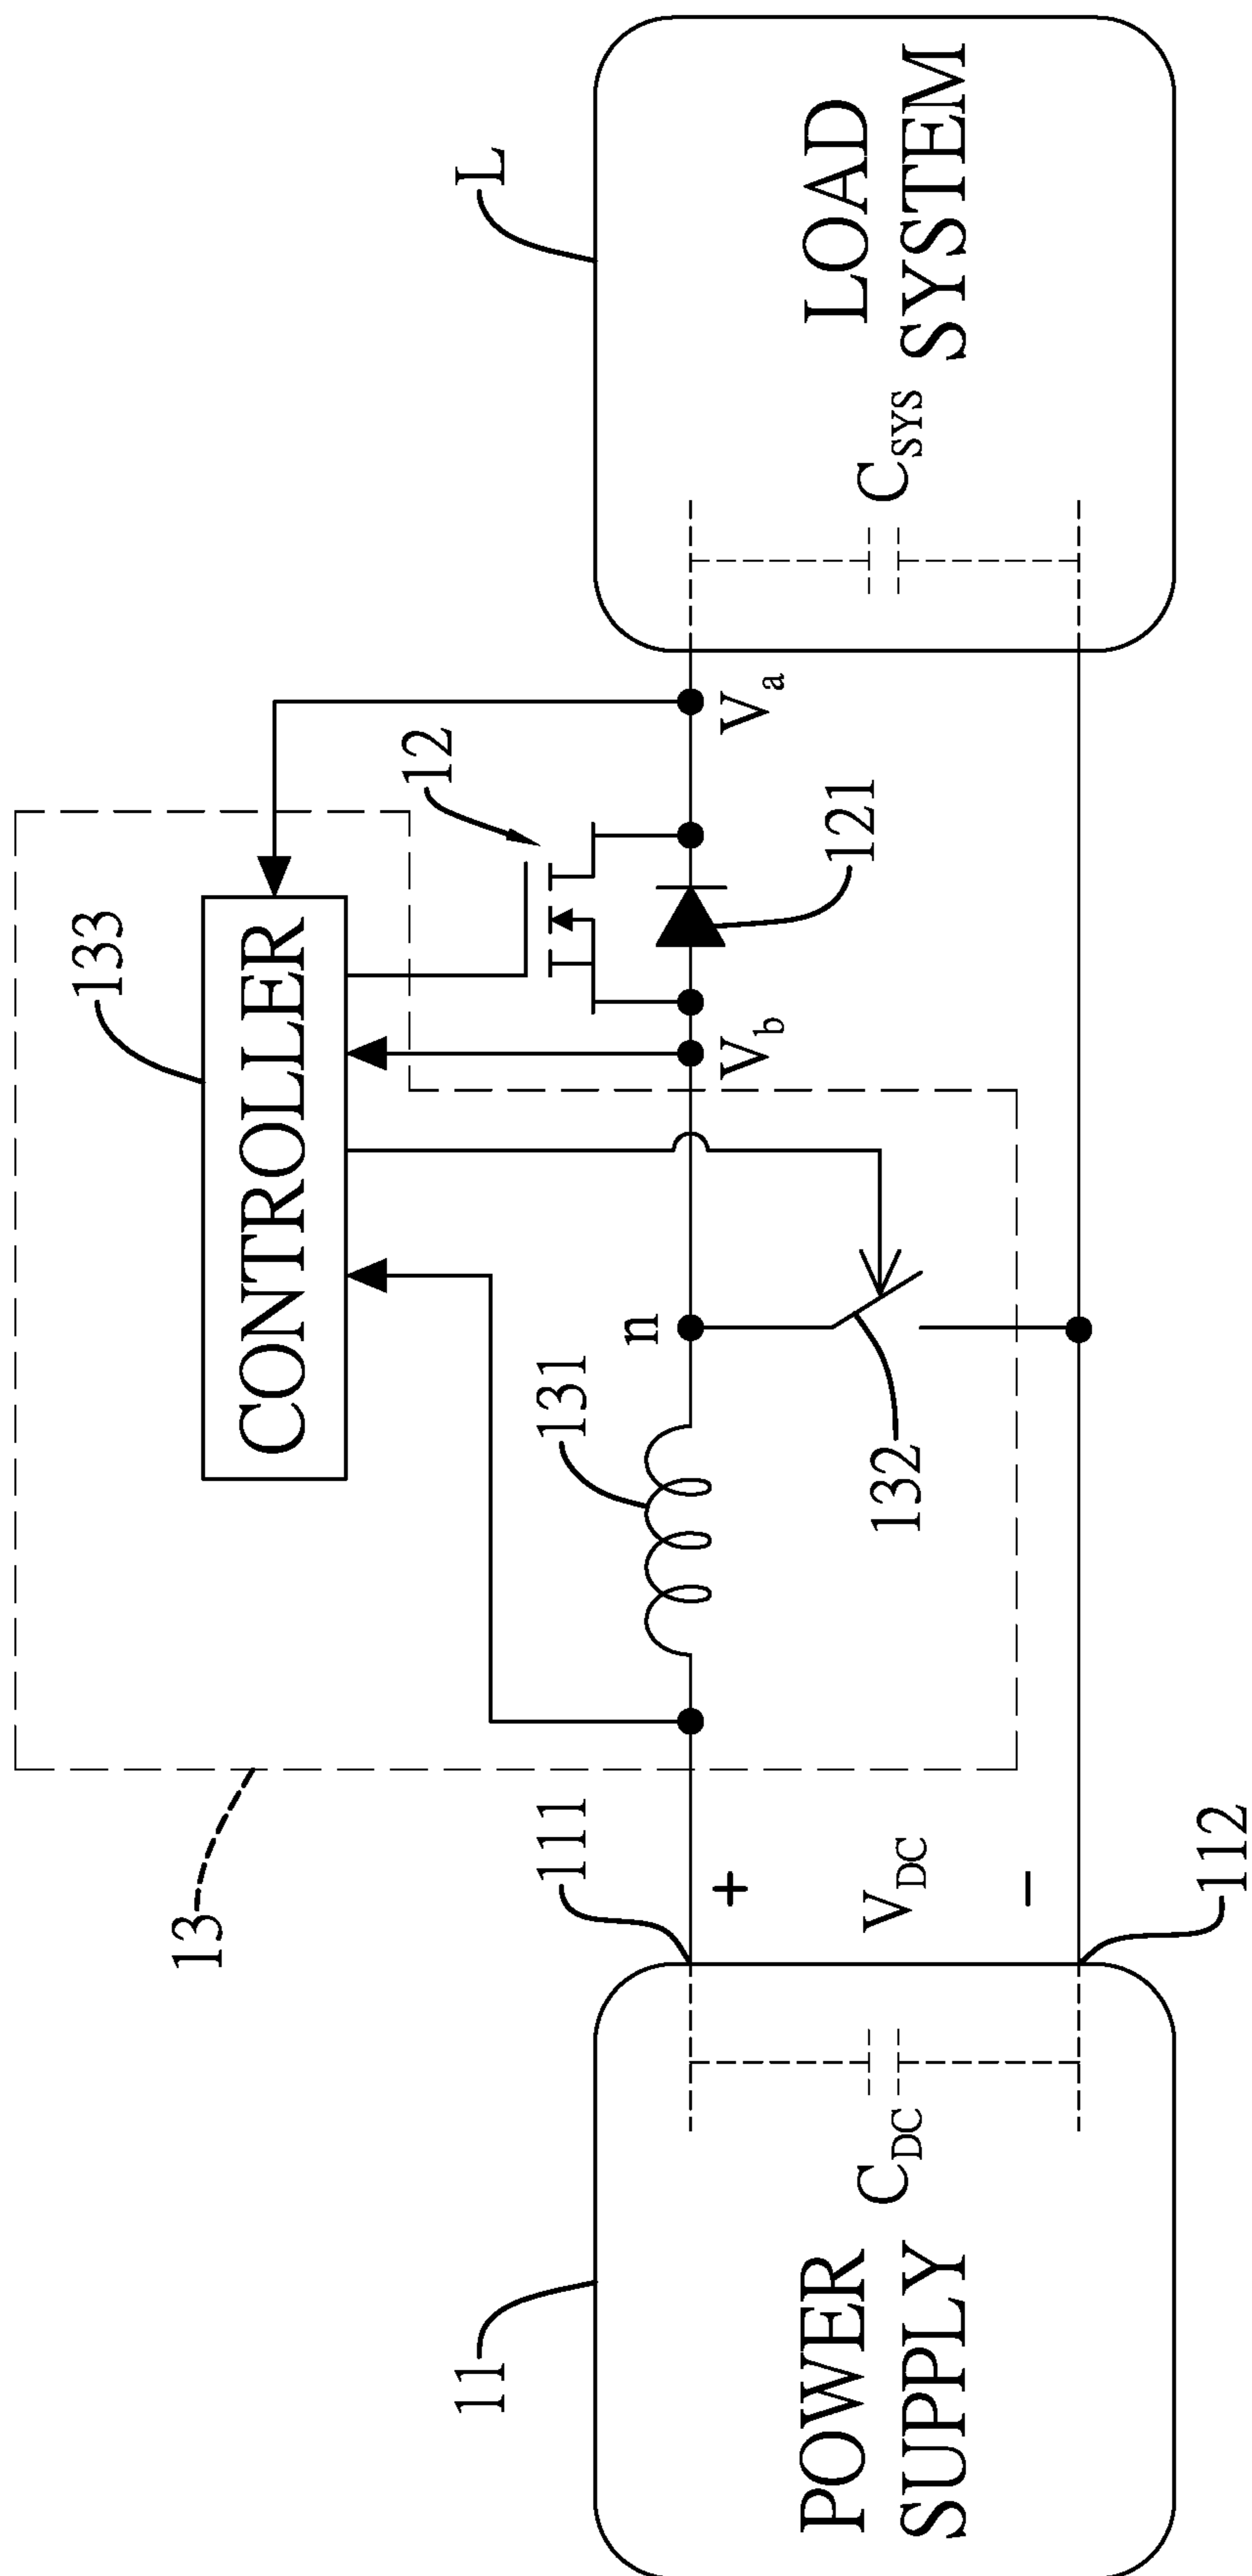 13
133
CONTROLLER
12
L
11
POWER
SUPPLY
C_DC
111
+
V_DC
−
112
131
n
132
V_b
121
V_a
C_SYS
LOAD
SYSTEM